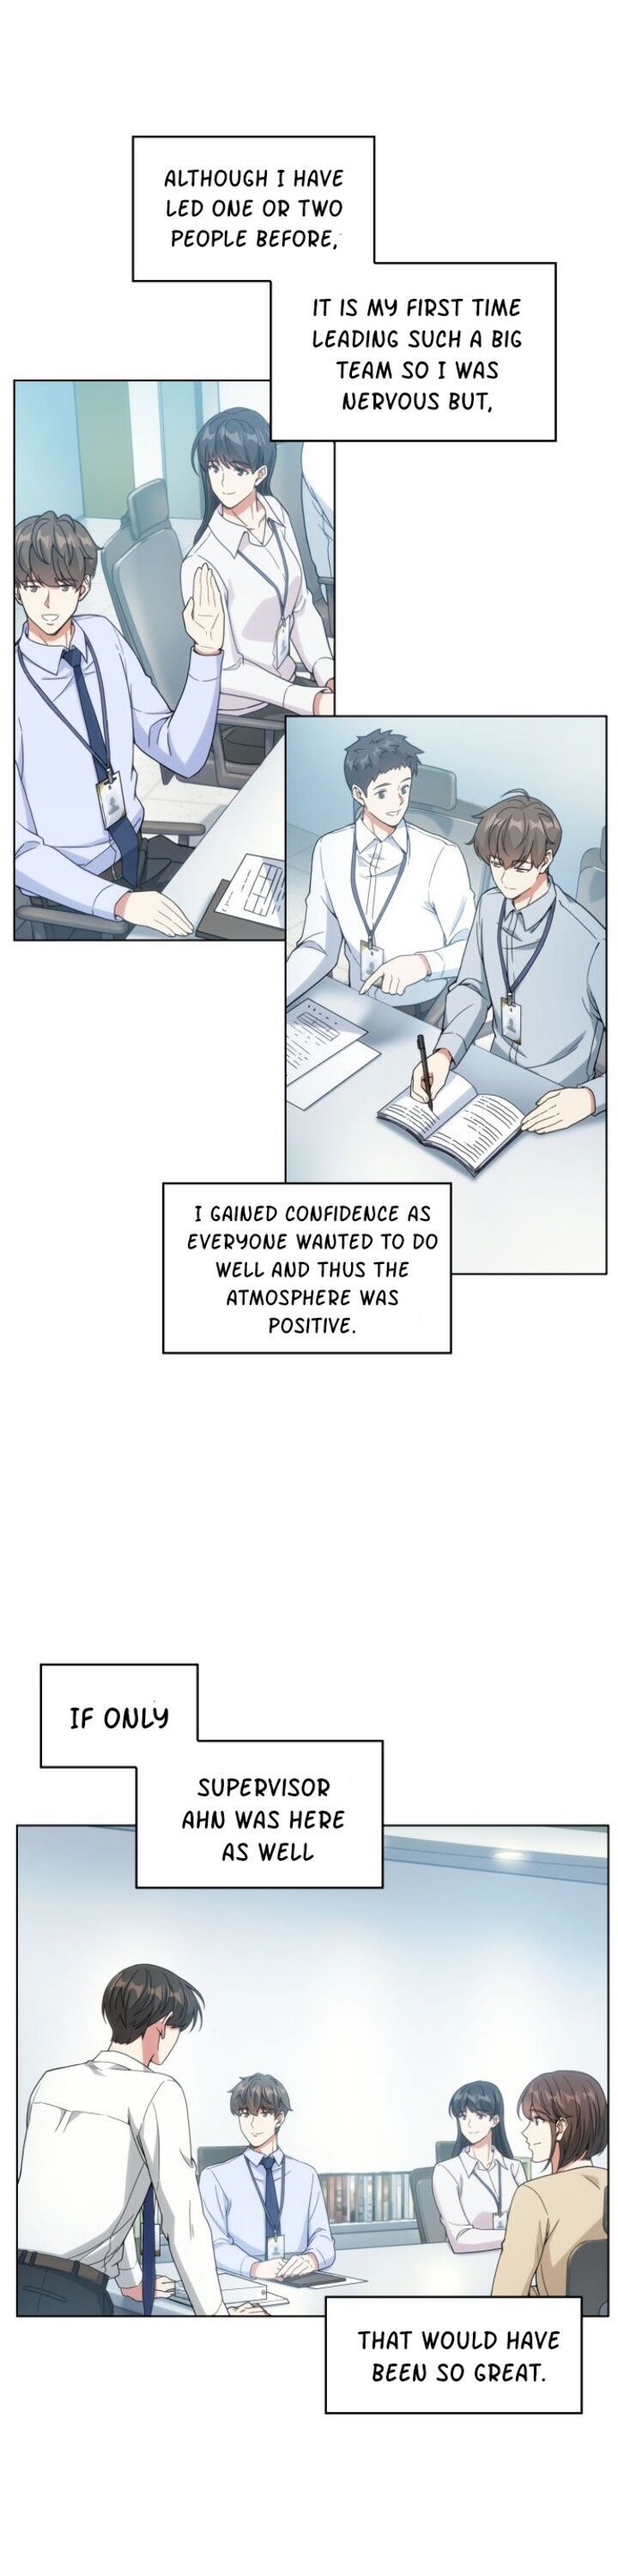 ALTHOUGH I HAVE
LED ONE OR TWO
PEOPLE BEFORE,
IT IS MY FIRST TIME
LEADING SUCH A BIG
TEAM SO I WAS
NERVOUS BUT,
I GAINED CONFIDENCE AS
EVERYONE WANTED TO DO
WELL AND THUS THE
ATMOSPHERE WAS
POSITIVE.
IF ONLY
SUPERVISOR
AHN WAS HERE
AS WELL
THAT WOULD HAVE
BEEN SO GREAT.